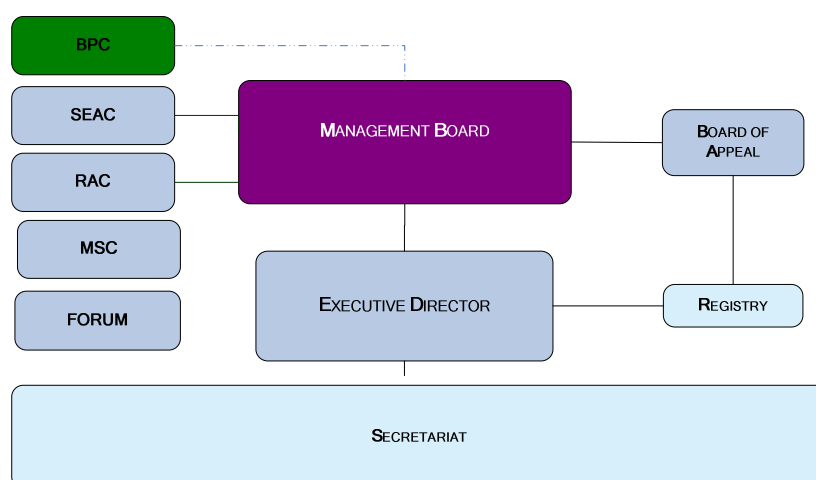 BPC
SEAC
RAC
MSC
FORUM
MANAGEMENT BOARD
BOARD OF
APPEAL
EXECUTIVE DIRECTOR
REGISTRY
SECRETARIAT